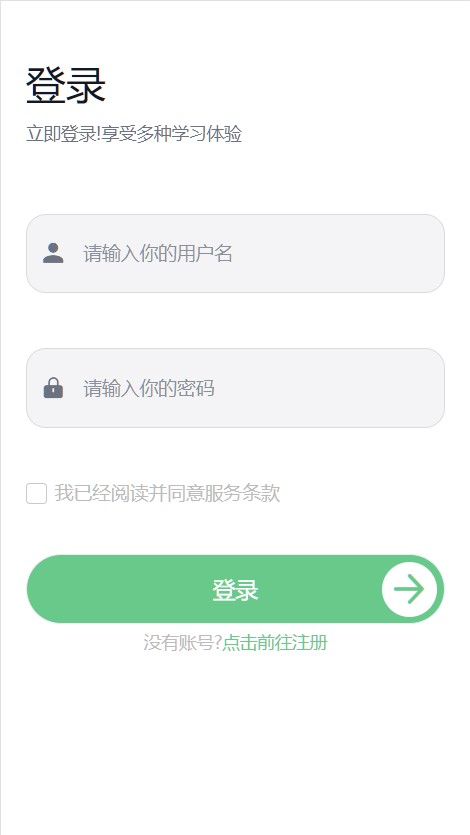 登录
立即登录!享受多种学习体验
请输入你的用户名
请输入你的密码
我已经阅读并同意服务条款
登录
没有账号?点击前往注册